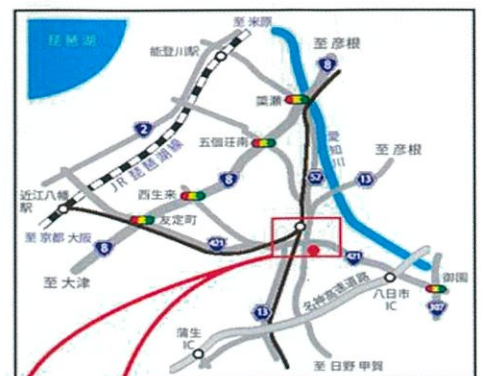 琵琶湖
至 米原
能登川駅
至 彦根
8
簗瀬
2
五個荘南
愛知川
JR 琵琶湖線
至 彦根
近江八幡
駅
西生来
8
57
13
友定町
至 京都 大阪
8
421
421
至 大津
名神高速道路
八日市
IC
御園
307
13
蒲生
IC
至 日野 甲賀